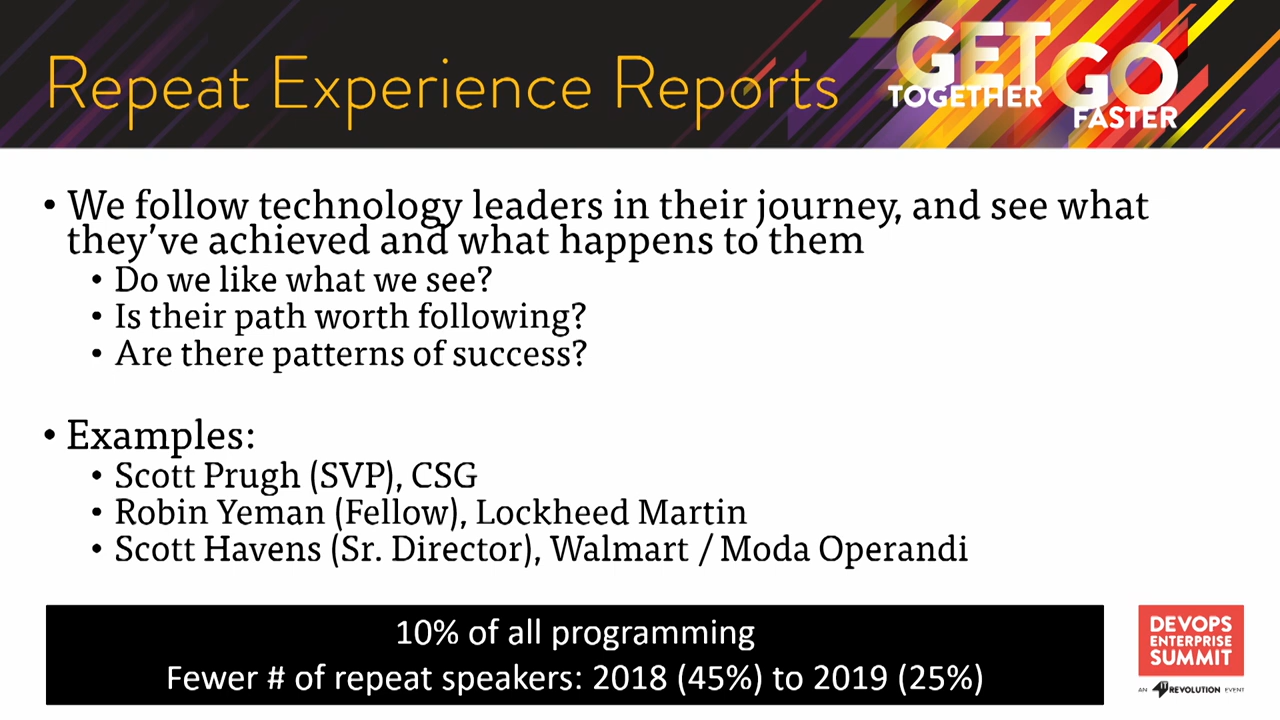 Repeat Experience Reports
GET
TOGETHER
GO
FASTER
• We follow technology leaders in their journey, and see what
they've achieved and what happens to them
• Do we like what we see?
• Is their path worth following?
• Are there patterns of success?
• Examples:
• Scott Prugh (SVP), CSG
• Robin Yeman (Fellow), Lockheed Martin
• Scott Havens (Sr. Director), Walmart / Moda Operandi
10% of all programming
Fewer # of repeat speakers: 2018 (45%) to 2019 (25%)
DEVOPS
ENTERPRISE
SUMMIT
AN IT REVOLUTION EVENT